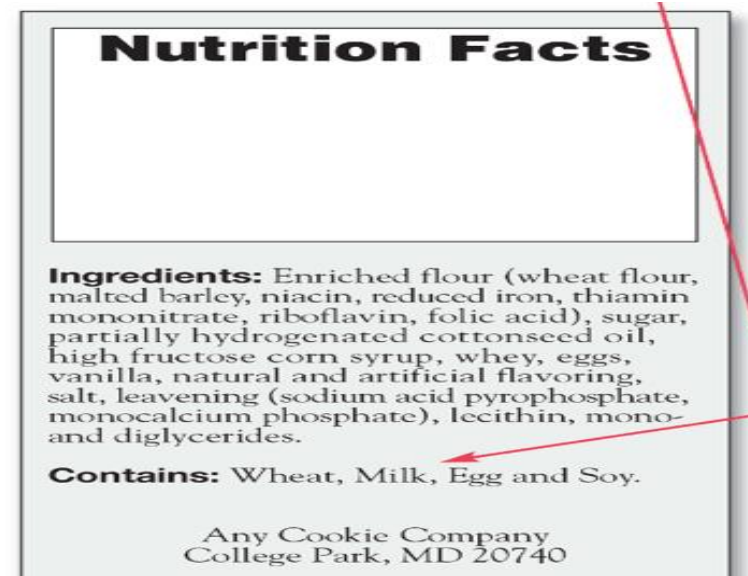 Nutrition Facts
Ingredients: Enriched flour (wheat flour,
malted barley, niacin, reduced iron, thiamin
mononitrate, riboflavin, folic acid), sugar,
partially hydrogenated cottonseed oil,
high fructose corn syrup, whey, eggs,
vanilla, natural and artificial flavoring,
salt, leavening (sodium acid pyrophosphate,
monocalcium phosphate), lecithin, mono-
and diglycerides.
Contains: Wheat, Milk, Egg and Soy.
Any Cookie Company
College Park, MD 20740